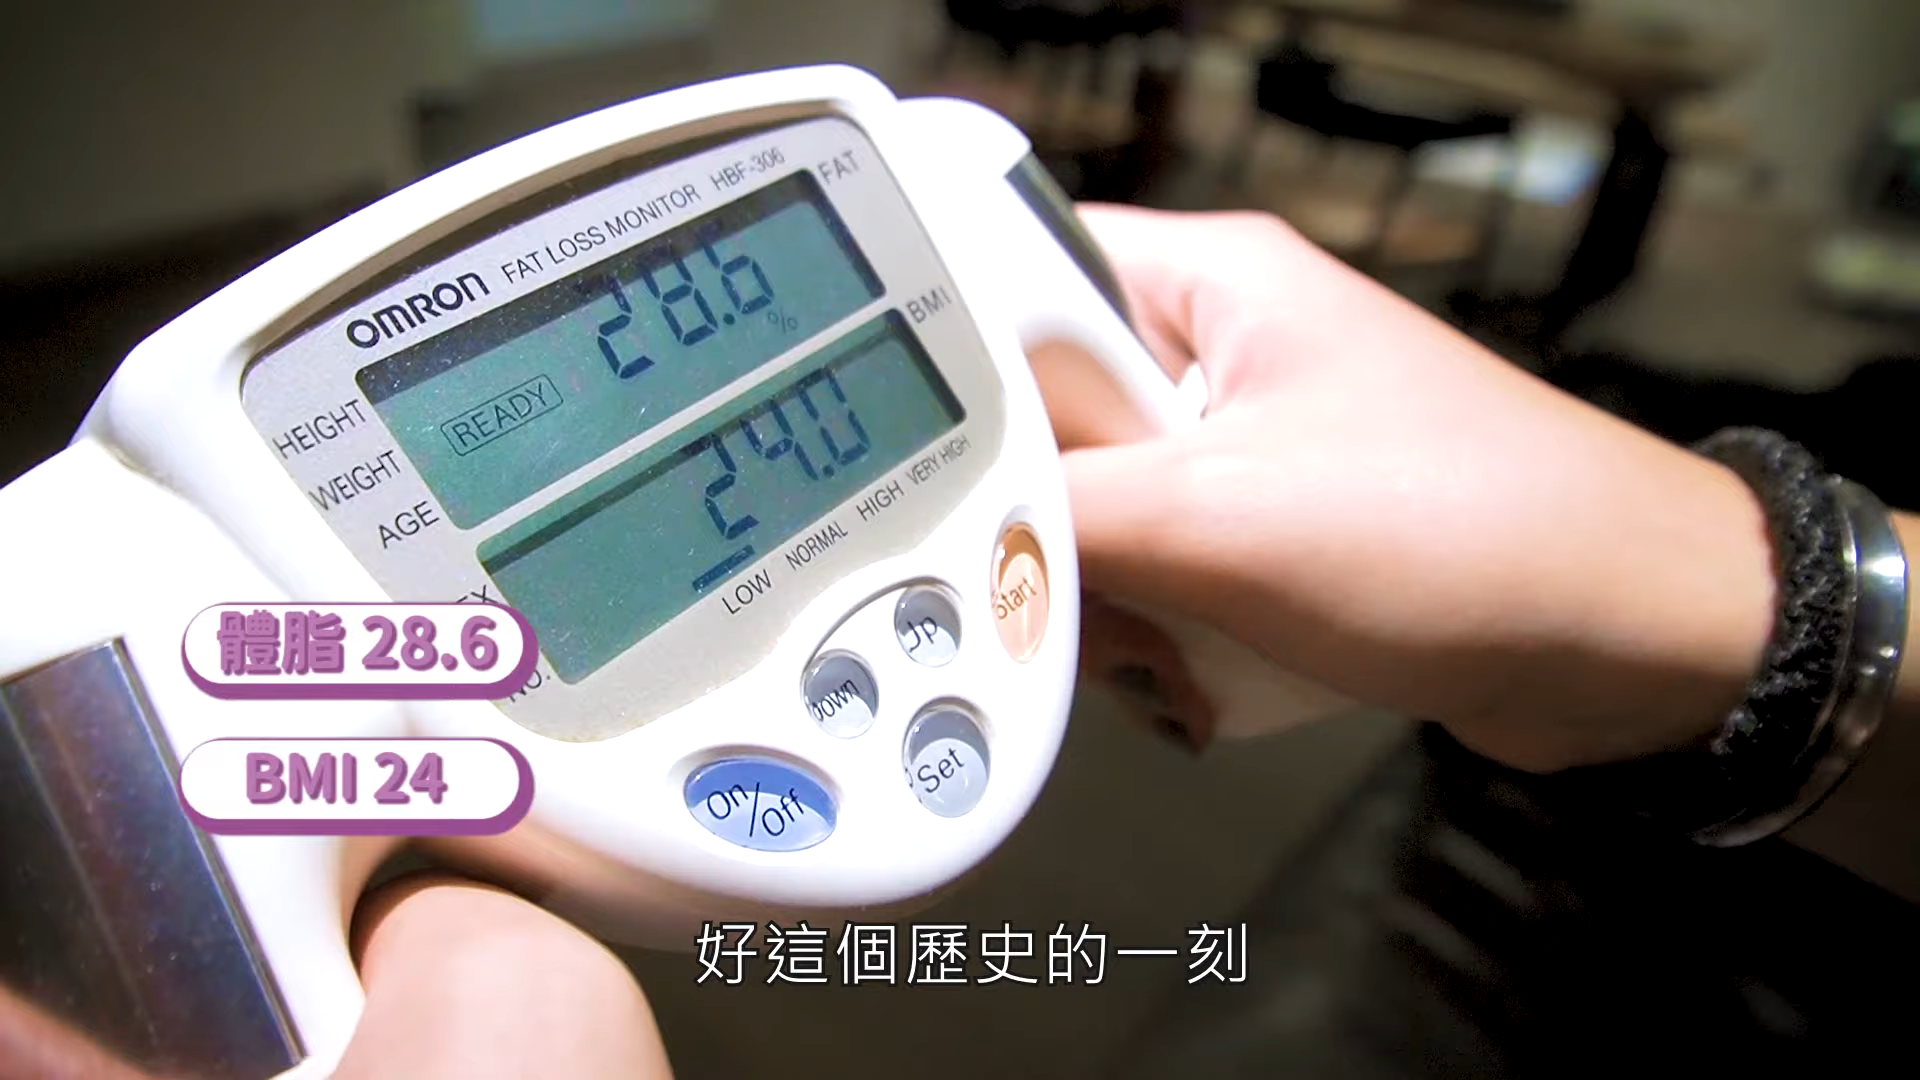 OMRON FAT LOSS MONITOR HBF-306
FAT
28.6 %
READY
BMI
24.0
HEIGHT
WEIGHT
AGE
LOW NORMAL HIGH VERY HIGH
Start
Up
Down
Set
On/Off
體脂 28.6
BMI 24
好這個歷史的一刻